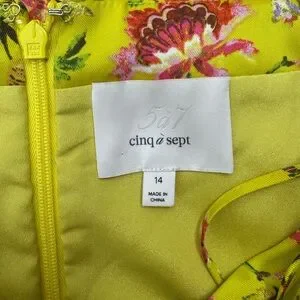 5à7
cinq à sept
14
MADE IN
CHINA